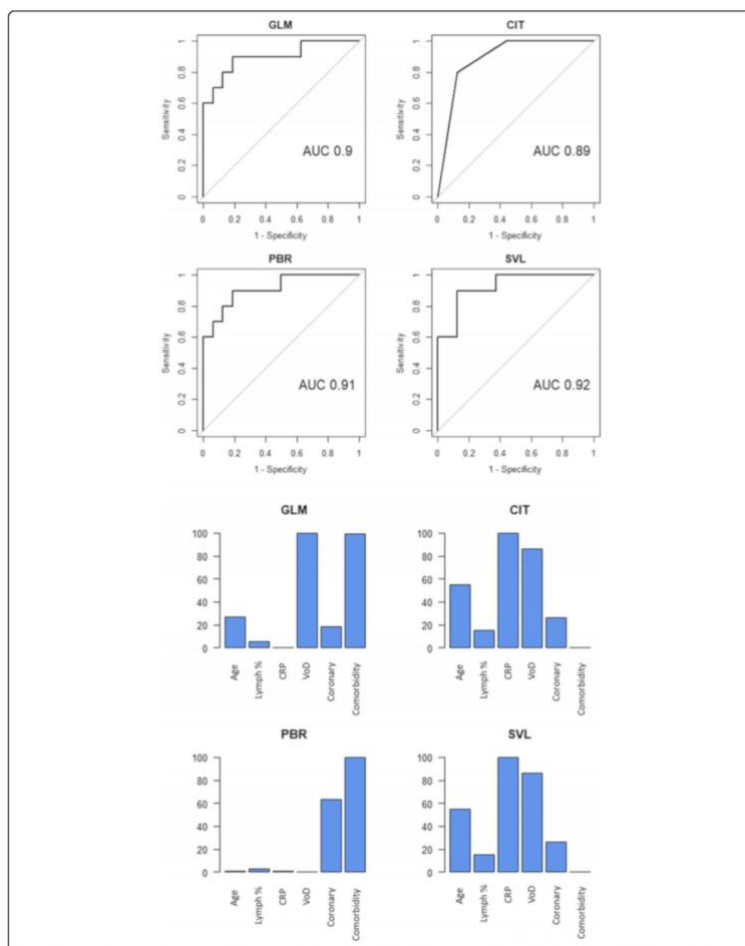 GLM
CIT
1
0.8
0.6
0.4
0.2
0
Sensitivity
AUC 0.9
0 0.2 0.4 0.6 0.8 1
1 - Specificity
1
0.8
0.6
0.4
0.2
0
Sensitivity
AUC 0.89
0 0.2 0.4 0.6 0.8 1
1 - Specificity
PBR
SVL
1
0.8
0.6
0.4
0.2
0
Sensitivity
AUC 0.91
0 0.2 0.4 0.6 0.8 1
1 - Specificity
1
0.8
0.6
0.4
0.2
0
Sensitivity
AUC 0.92
0 0.2 0.4 0.6 0.8 1
1 - Specificity
GLM
100
80
60
40
20
0
Age
Lymph %
CRP
VoD
Coronary
Comorbidity
CIT
100
80
60
40
20
0
Age
Lymph %
CRP
VoD
Coronary
Comorbidity
PBR
100
80
60
40
20
0
Age
Lymph %
CRP
VoD
Coronary
Comorbidity
SVL
100
80
60
40
20
0
Age
Lymph %
CRP
VoD
Coronary
Comorbidity